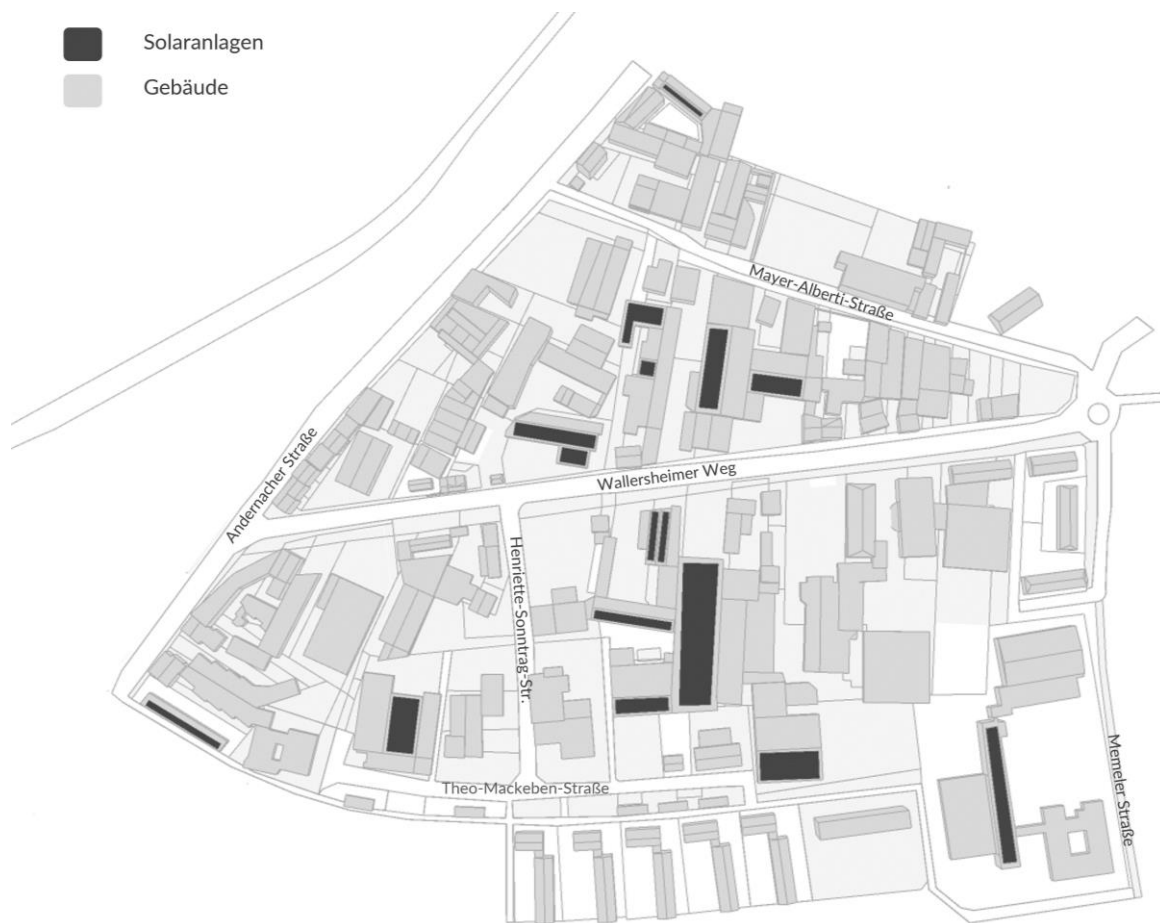 Solaranlagen
Gebäude
Mayer-Alberti-Straße
Andernacher Straße
Wallersheimer Weg
Henriette-Sonntrag-Str.
Theo-Mackeben-Straße
Memeler Straße